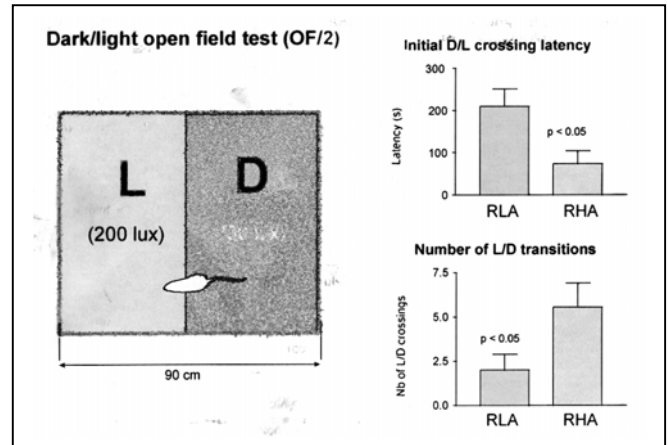 Dark/light open field test (OF/2)
L
(200 lux)
D
90 cm
Initial D/L crossing latency
Latency (s)
300
200
100
0
p < 0.05
RLA
RHA
Number of L/D transitions
Nb of L/D crossings
7.5
5.0
2.5
0.0
p < 0.05
RLA
RHA